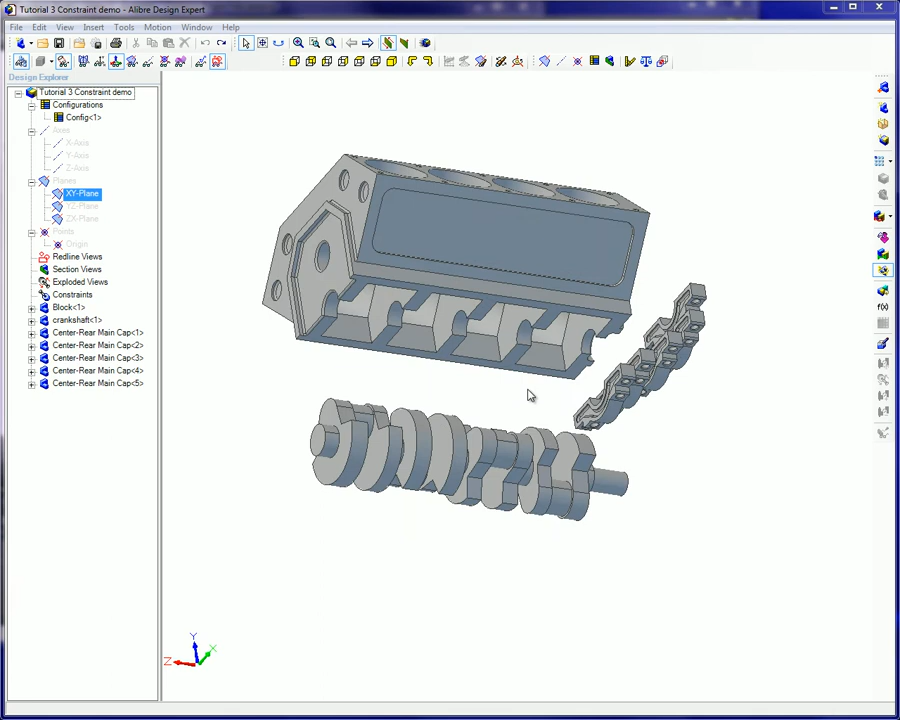 Tutorial 3 Constraint demo - Alibre Design Expert
File Edit View Insert Tools Motion Window Help
Design Explorer
Tutorial 3 Constraint demo
Configurations
Config<1>
Axes
X-Axis
Y-Axis
Z-Axis
Planes
XY-Plane
YZ-Plane
ZX-Plane
Points
Origin
Redline Views
Section Views
Exploded Views
Constraints
Block<1>
crankshaft<1>
Center-Rear Main Cap<1>
Center-Rear Main Cap<2>
Center-Rear Main Cap<3>
Center-Rear Main Cap<4>
Center-Rear Main Cap<5>
f(x)
Y
X
Z